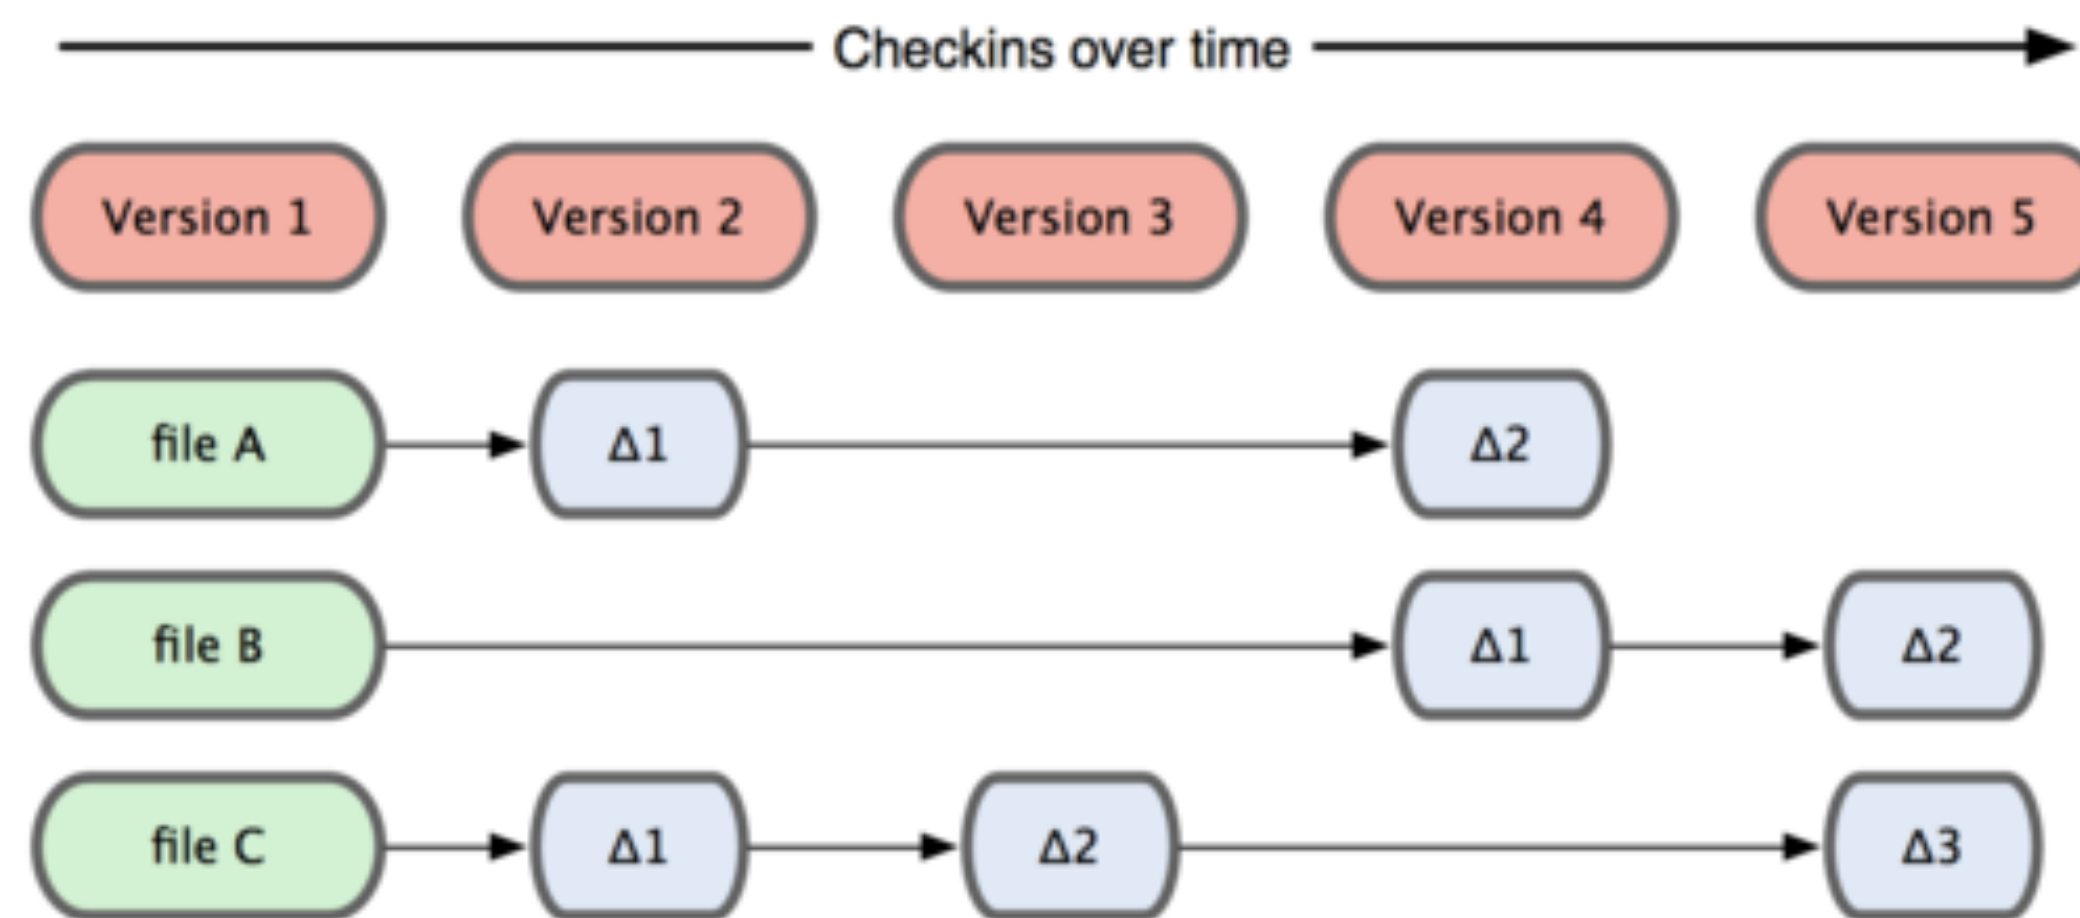 Checkins over time
Version 1 Version 2 Version 3 Version 4 Version 5
file A Δ1 Δ2
file B Δ1 Δ2
file C Δ1 Δ2 Δ3